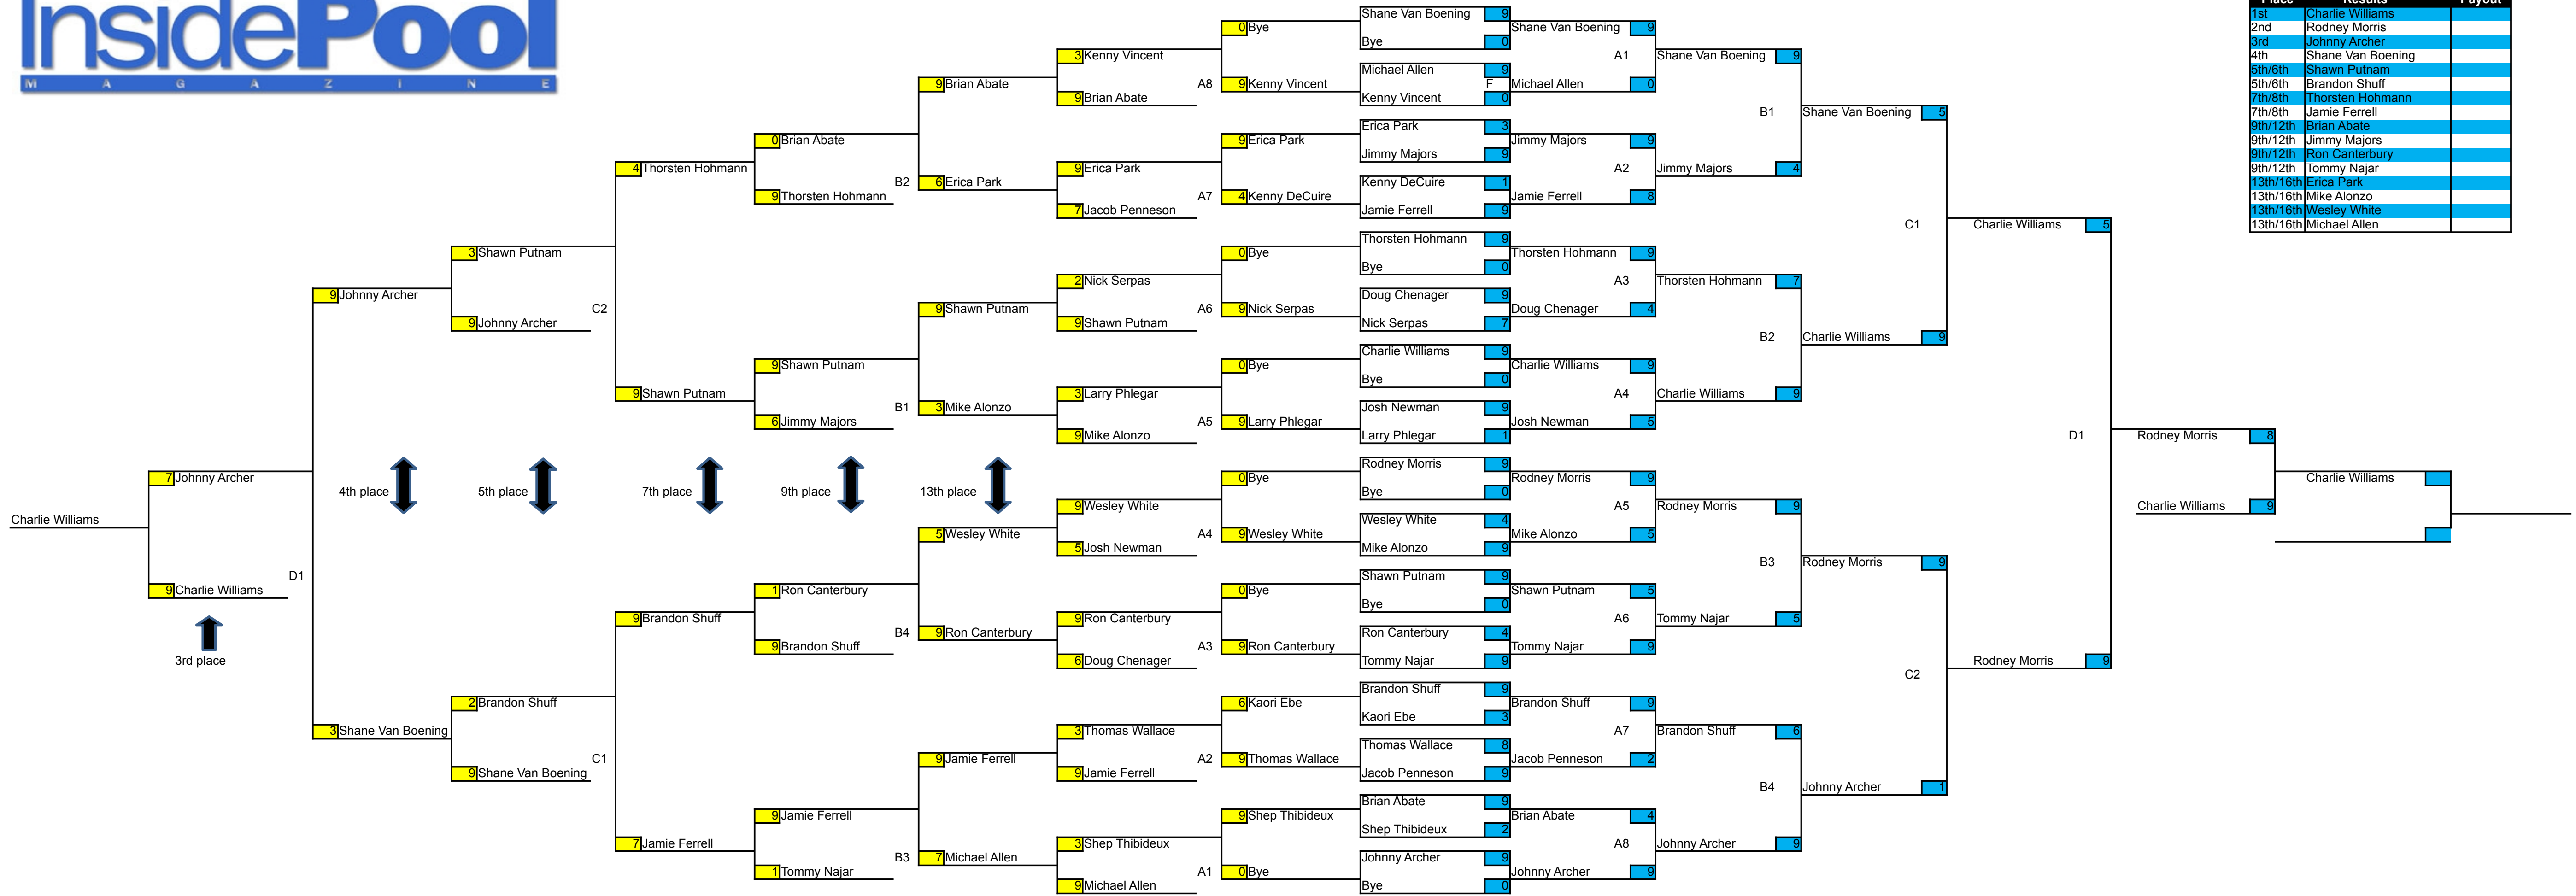 InsidePool
MAGAZINE
Place Results Payout
1st Charlie Williams
2nd Rodney Morris
3rd Johnny Archer
4th Shane Van Boening
5th/6th Shawn Putnam
5th/6th Brandon Shuff
7th/8th Thorsten Hohmann
7th/8th Jamie Ferrell
9th/12th Brian Abate
9th/12th Jimmy Majors
9th/12th Ron Canterbury
9th/12th Tommy Najar
13th/16th Erica Park
13th/16th Mike Alonzo
13th/16th Wesley White
13th/16th Michael Allen
Charlie Williams
7 Johnny Archer
9 Charlie Williams
D1
3rd place
9 Johnny Archer
3 Shane Van Boening
4th place
3 Shawn Putnam
9 Johnny Archer
C2
2 Brandon Shuff
9 Shane Van Boening
C1
5th place
4 Thorsten Hohmann
9 Shawn Putnam
9 Brandon Shuff
7 Jamie Ferrell
7th place
0 Brian Abate
9 Thorsten Hohmann
B2
9 Shawn Putnam
6 Jimmy Majors
B1
1 Ron Canterbury
9 Brandon Shuff
B4
9 Jamie Ferrell
1 Tommy Najar
B3
9th place
9 Brian Abate
6 Erica Park
9 Shawn Putnam
3 Mike Alonzo
5 Wesley White
9 Ron Canterbury
9 Jamie Ferrell
7 Michael Allen
13th place
3 Kenny Vincent
9 Brian Abate
A8
9 Erica Park
7 Jacob Penneson
A7
2 Nick Serpas
9 Shawn Putnam
A6
3 Larry Phlegar
9 Mike Alonzo
A5
9 Wesley White
5 Josh Newman
A4
9 Ron Canterbury
6 Doug Chenager
A3
3 Thomas Wallace
9 Jamie Ferrell
A2
3 Shep Thibideux
9 Michael Allen
A1
0 Bye
9 Kenny Vincent
9 Erica Park
4 Kenny DeCuire
0 Bye
9 Nick Serpas
0 Bye
9 Larry Phlegar
0 Bye
9 Wesley White
0 Bye
9 Ron Canterbury
6 Kaori Ebe
9 Thomas Wallace
9 Shep Thibideux
0 Bye
Shane Van Boening 9
Bye 0
Michael Allen 9
F
Kenny Vincent 0
Erica Park 3
Jimmy Majors 9
Kenny DeCuire 1
Jamie Ferrell 9
Thorsten Hohmann 9
Bye 0
Doug Chenager 9
Nick Serpas 7
Charlie Williams 9
Bye 0
Josh Newman 9
Larry Phlegar 1
Rodney Morris 9
Bye 0
Wesley White 4
Mike Alonzo 9
Shawn Putnam 9
Bye 0
Ron Canterbury 4
Tommy Najar 9
Brandon Shuff 9
Kaori Ebe 3
Thomas Wallace 8
Jacob Penneson 9
Brian Abate 9
Shep Thibideux 2
Johnny Archer 9
Bye 0
Shane Van Boening 9
A1
Michael Allen 0
Jimmy Majors 9
A2
Jamie Ferrell 8
Thorsten Hohmann 9
A3
Doug Chenager 4
Charlie Williams 9
A4
Josh Newman 5
Rodney Morris 9
A5
Mike Alonzo 5
Shawn Putnam 5
A6
Tommy Najar 9
Brandon Shuff 9
A7
Jacob Penneson 2
Brian Abate 4
A8
Johnny Archer 9
Shane Van Boening 9
B1
Jimmy Majors 4
Thorsten Hohmann 7
B2
Charlie Williams 9
Rodney Morris 9
B3
Tommy Najar 5
Brandon Shuff 6
B4
Johnny Archer 9
Shane Van Boening 5
C1
Charlie Williams 9
Rodney Morris 9
C2
Johnny Archer 1
Charlie Williams 5
D1
Rodney Morris 9
Rodney Morris 8
Charlie Williams 9
Charlie Williams